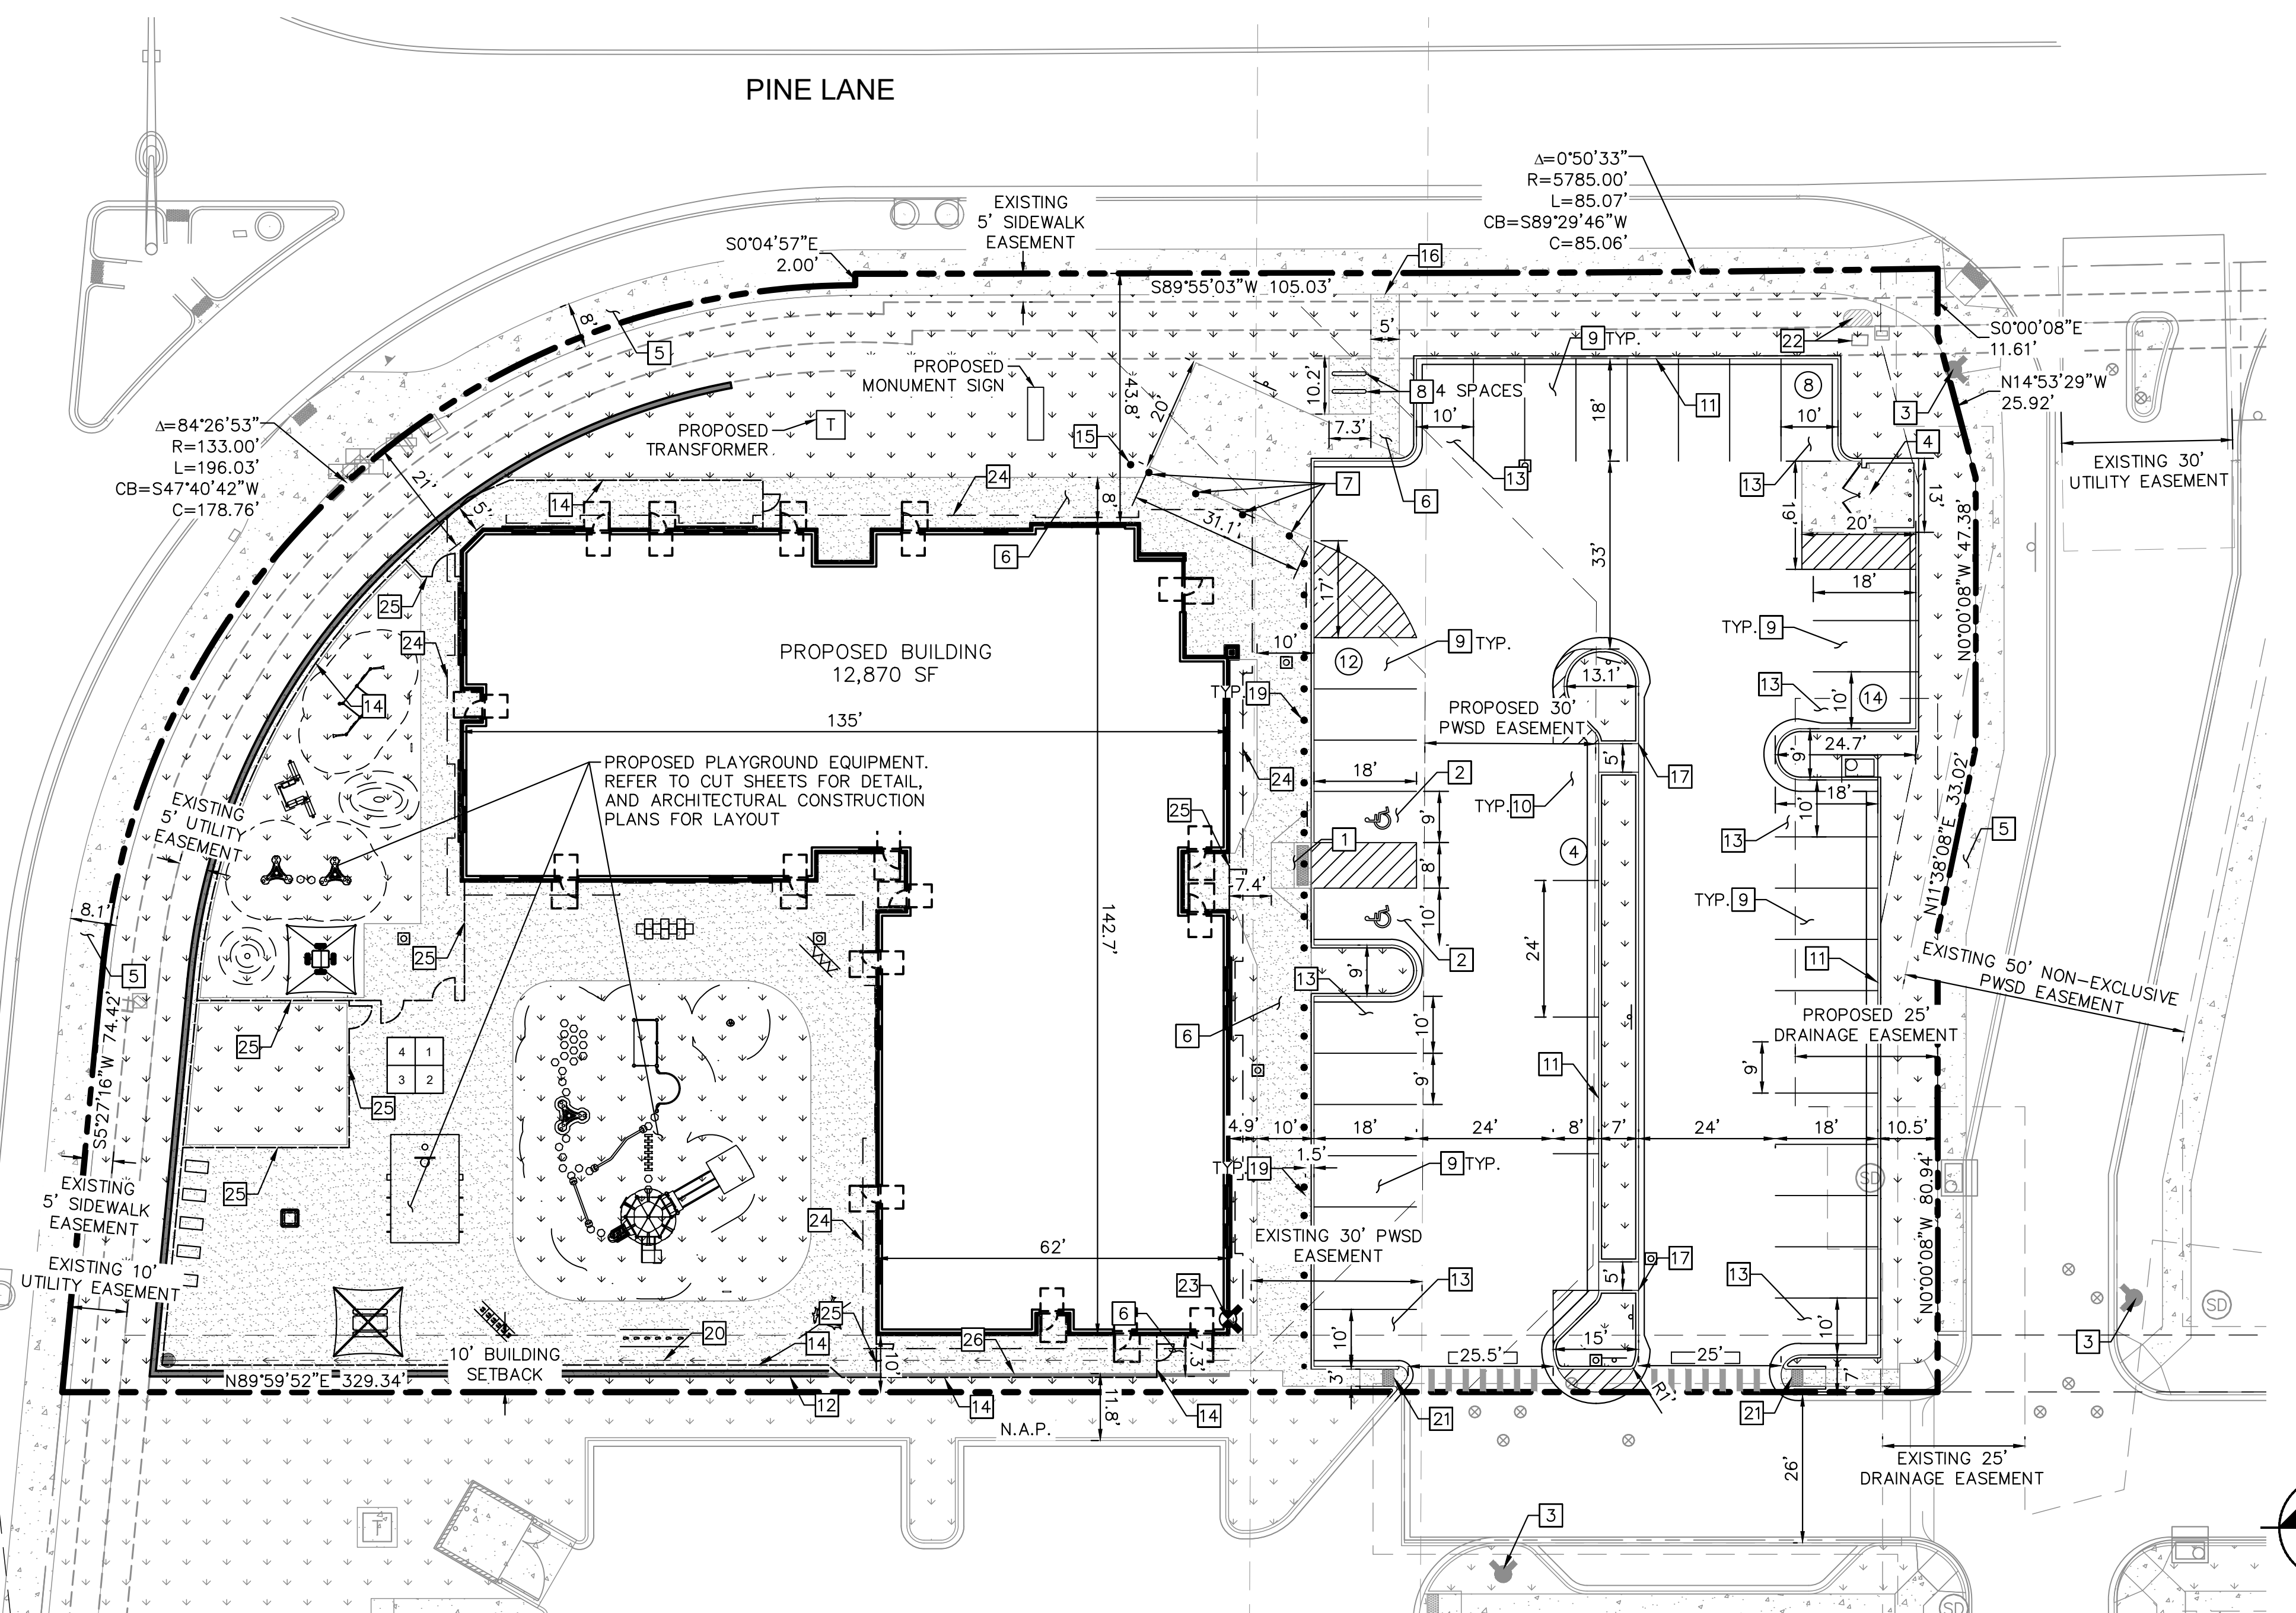 PINE LANE
Δ=0°50'33"
R=5785.00'
L=85.07'
CB=S89°29'46"W
C=85.06'
EXISTING
5' SIDEWALK
EASEMENT
S0°04'57"E
2.00'
16
S89°55'03"W 105.03'
8'
5
5'
9 TYP.
22
S0°00'08"E
11.61'
PROPOSED
MONUMENT SIGN
43.8'
20'
10.2'
8 4 SPACES
18'
8
11
10'
10'
3
N14°53'29"W
25.92'
Δ=84°26'53"
R=133.00'
L=196.03'
CB=S47°40'42"W
C=178.76'
PROPOSED
TRANSFORMER
T
15
7.3'
4
EXISTING 30'
UTILITY EASEMENT
21'
5'
14
24
8'
7
13
6
13
13'
20'
19'
31.1'
6
33'
17'
18'
25
24
PROPOSED BUILDING
12,870 SF
10'
12
9 TYP.
TYP. 9
N0°00'08"W 47.38'
14
TYP. 19
13.1'
13
10'
14
135'
PROPOSED 30'
PWSD EASEMENT
PROPOSED PLAYGROUND EQUIPMENT.
REFER TO CUT SHEETS FOR DETAIL,
AND ARCHITECTURAL CONSTRUCTION
PLANS FOR LAYOUT
24
18'
2
5'
17
9'
24.7'
18'
EXISTING
5' UTILITY
EASEMENT
25
TYP. 10
10'
9'
1
4
13
5
N11°38'08"E 33.02'
7.4'
8'
8.1'
142.7'
10'
TYP. 9
25
2
24'
5
9'
13
11
EXISTING 50' NON-EXCLUSIVE
PWSD EASEMENT
S5°27'16"W 74.42'
25
6
10'
PROPOSED 25'
DRAINAGE EASEMENT
4 1
3 2
25
11
9'
9'
4.9'
10'
18'
24'
8'
7'
24'
18'
10.5'
1.5'
TYP. 19
9 TYP.
SD
EXISTING
5' SIDEWALK
EASEMENT
25
24
EXISTING 30' PWSD
EASEMENT
N0°00'08"W 80.94'
EXISTING 10'
UTILITY EASEMENT
62'
5'
17
23
13
13
SD
25
20
14
26
6
10'
15'
10'
3
10' BUILDING
SETBACK
10'
7.3'
25.5'
25'
N89°59'52"E 329.34'
3'
7'
12
14
11.8'
14
21
R1'
21
N.A.P.
26'
EXISTING 25'
DRAINAGE EASEMENT
T
3
SD